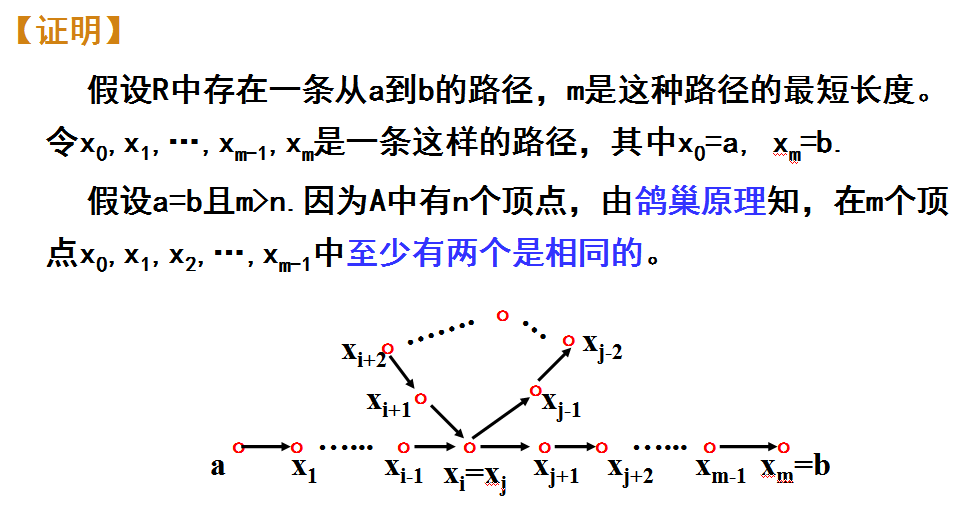 【证明】
假设R中存在一条从a到b的路径，m是这种路径的最短长度。
令x₀,x₁,…,xₘ₋₁,xₘ是一条这样的路径，其中x₀=a, xₘ=b.
假设a=b且m>n.因为A中有n个顶点，由鸽巢原理知，在m个顶
点x₀,x₁,x₂,…,xₘ₋₁中至少有两个是相同的。
xᵢ₊₂ ······· ··· xⱼ₋₂
xᵢ₊₁ xⱼ₋₁
a x₁ ······ xᵢ₋₁ xᵢ=xⱼ xⱼ₊₁ xⱼ₊₂ ······ xₘ₋₁ xₘ=b